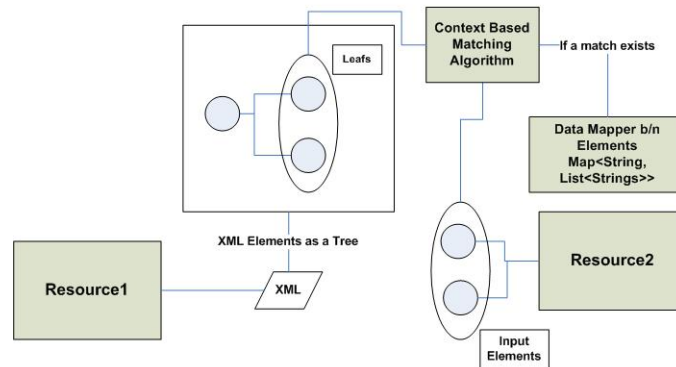 Leafs
Context Based
Matching
Algorithm
If a match exists
Data Mapper b/n
Elements
Map<String,
List<Strings>>
XML Elements as a Tree
Resource1
XML
Resource2
Input
Elements